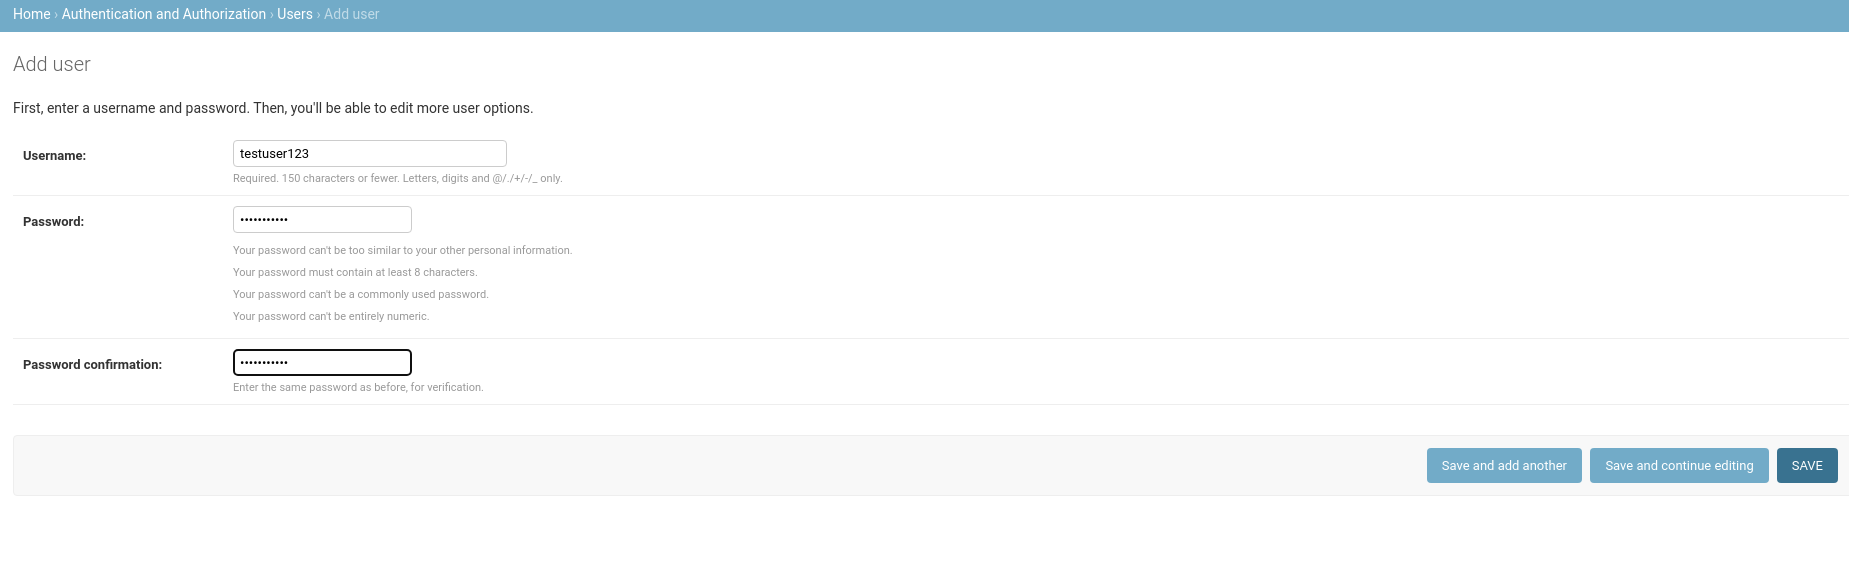 Home › Authentication and Authorization › Users › Add user
Add user
First, enter a username and password. Then, you'll be able to edit more user options.
Username: testuser123
Required. 150 characters or fewer. Letters, digits and @/./+/-/_ only.
Password: •••••••••••
Your password can't be too similar to your other personal information.
Your password must contain at least 8 characters.
Your password can't be a commonly used password.
Your password can't be entirely numeric.
Password confirmation: •••••••••••
Enter the same password as before, for verification.
Save and add another Save and continue editing SAVE